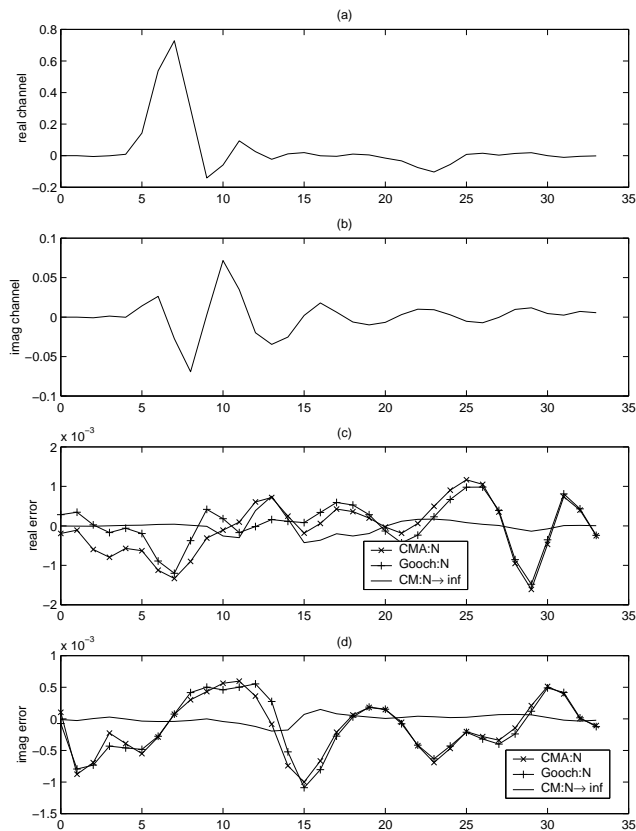 (a)
0.8
0.6
0.4
0.2
0
−0.2
real channel
0 5 10 15 20 25 30 35
(b)
0.1
0.05
0
−0.05
−0.1
imag channel
0 5 10 15 20 25 30 35
x 10⁻³
(c)
2
1
0
−1
−2
real error
CMA:N
Gooch:N
CM:N→ inf
0 5 10 15 20 25 30 35
x 10⁻³
(d)
1
0.5
0
−0.5
−1
−1.5
imag error
CMA:N
Gooch:N
CM:N→ inf
0 5 10 15 20 25 30 35